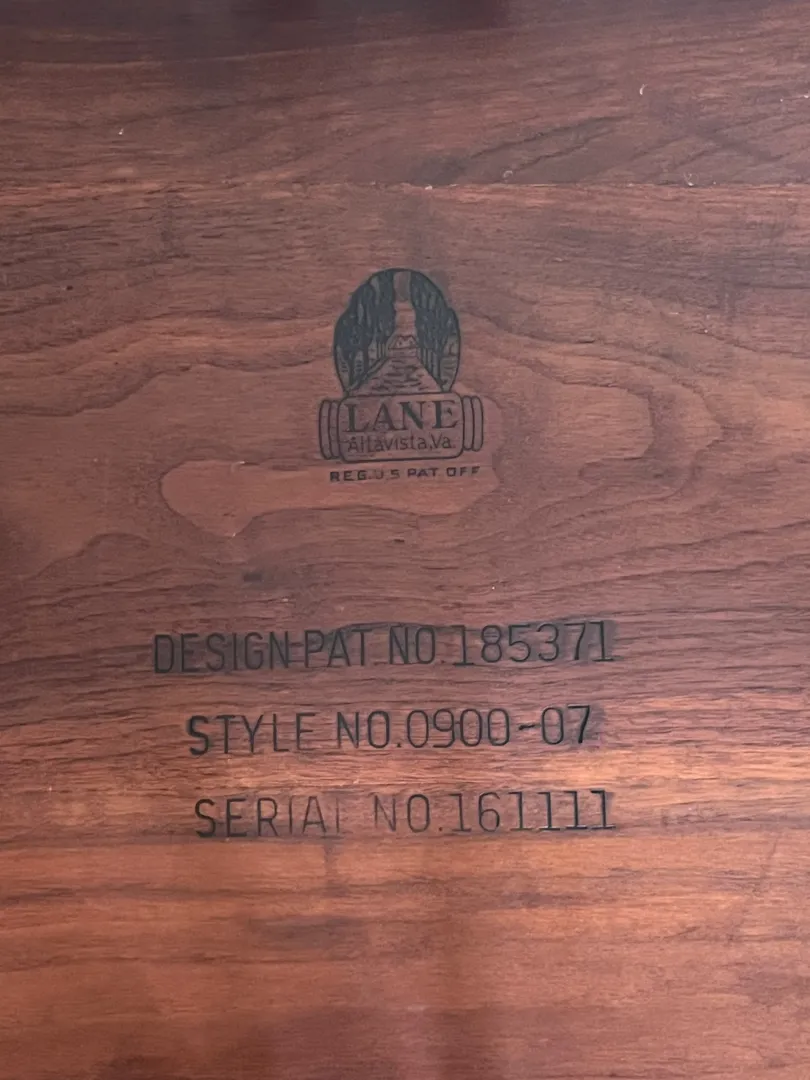 LANE
Altavista, Va.
REG. U.S PAT OFF
DESIGN PAT NO.185371
STYLE NO.0900-07
SERIAL NO.161111